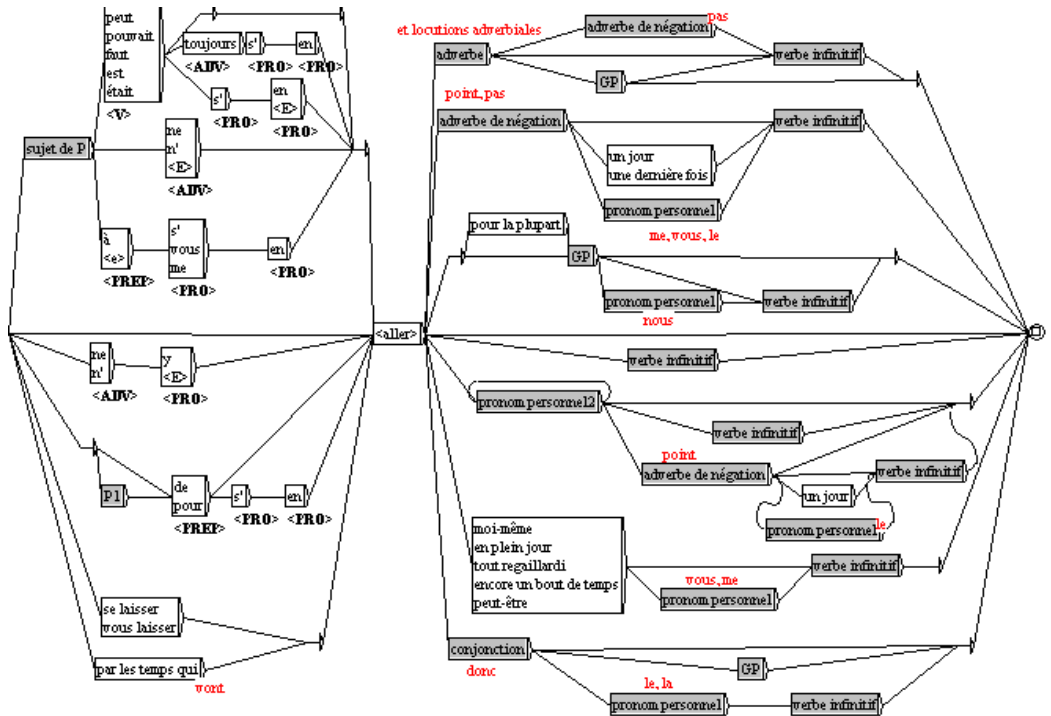 peut
pouvait
faut
est
était
<V>
toujours
<ADV>
s'
<PRO>
en
<PRO>
s'
<PRO>
en
<E>
<PRO>
sujet de P
ne
n'
<E>
<ADV>
à
<e>
<PREP>
s'
vous
me
<PRO>
en
<PRO>
ne
n'
<ADV>
y
<E>
<PRO>
P1
de
pour
<PREP>
s'
<PRO>
en
<PRO>
se laisser
vous laisser
par les temps qui
vont
<aller>
et locutions adverbiales
adverbe
adverbe de négation
pas
GP
verbe infinitif
point, pas
adverbe de négation
verbe infinitif
un jour
une dernière fois
pronom personnel
me, vous, le
pour la plupart
GP
pronom personnel
nous
verbe infinitif
verbe infinitif
pronom personnel2
verbe infinitif
point
adverbe de négation
verbe infinitif
un jour
pronom personnel
le
moi-même
en plein jour
tout regaillardi
encore un bout de temps
peut-être
vous, me
pronom personnel
verbe infinitif
conjonction
donc
GP
le, la
pronom personnel
verbe infinitif